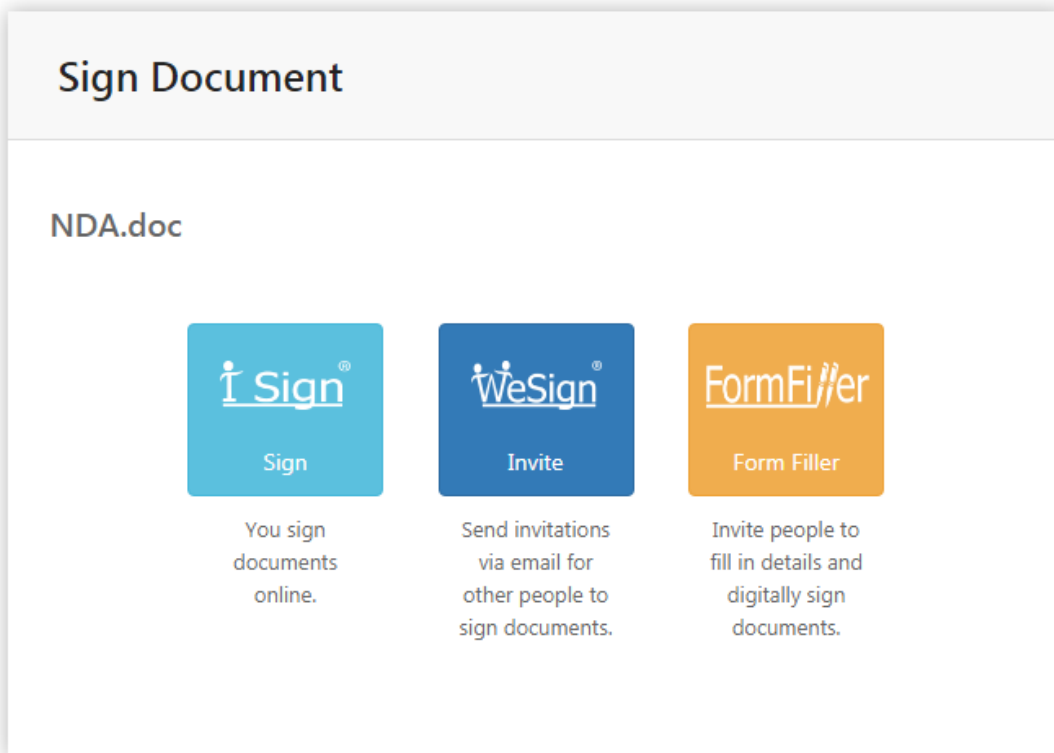 Sign Document
NDA.doc
I Sign®
Sign
You sign
documents
online.
WeSign®
Invite
Send invitations
via email for
other people to
sign documents.
FormFiller
Form Filler
Invite people to
fill in details and
digitally sign
documents.